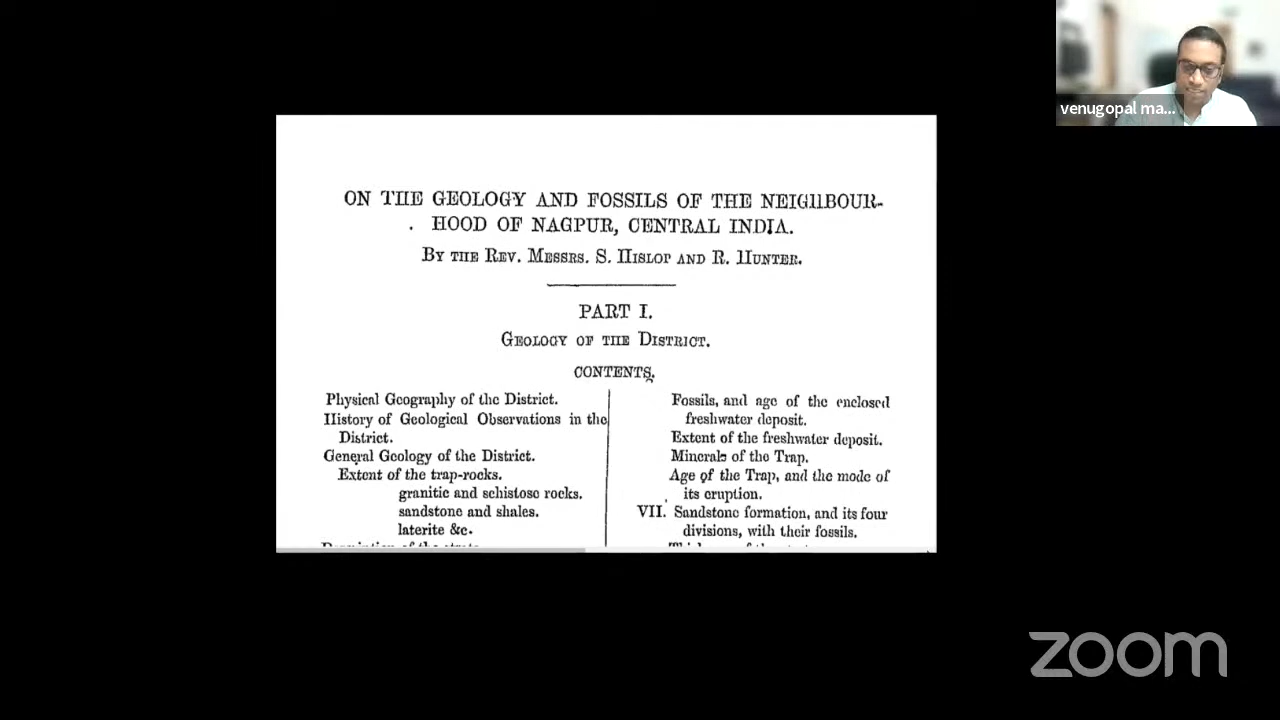 ON THE GEOLOGY AND FOSSILS OF THE NEIGHBOUR-
HOOD OF NAGPUR, CENTRAL INDIA.
BY THE REV. MESSRS. S. HISLOP AND R. HUNTER.
PART I.
GEOLOGY OF THE DISTRICT.
CONTENTS.
Physical Geography of the District.
History of Geological Observations in the
District.
General Geology of the District.
Extent of the trap-rocks.
granitic and schistose rocks.
sandstone and shales.
laterite &c.
Fossils, and age of the enclosed
freshwater deposit.
Extent of the freshwater deposit.
Minerals of the Trap.
Age of the Trap, and the mode of
its eruption.
VII. Sandstone formation, and its four
divisions, with their fossils.
venugopal ma...
zoom